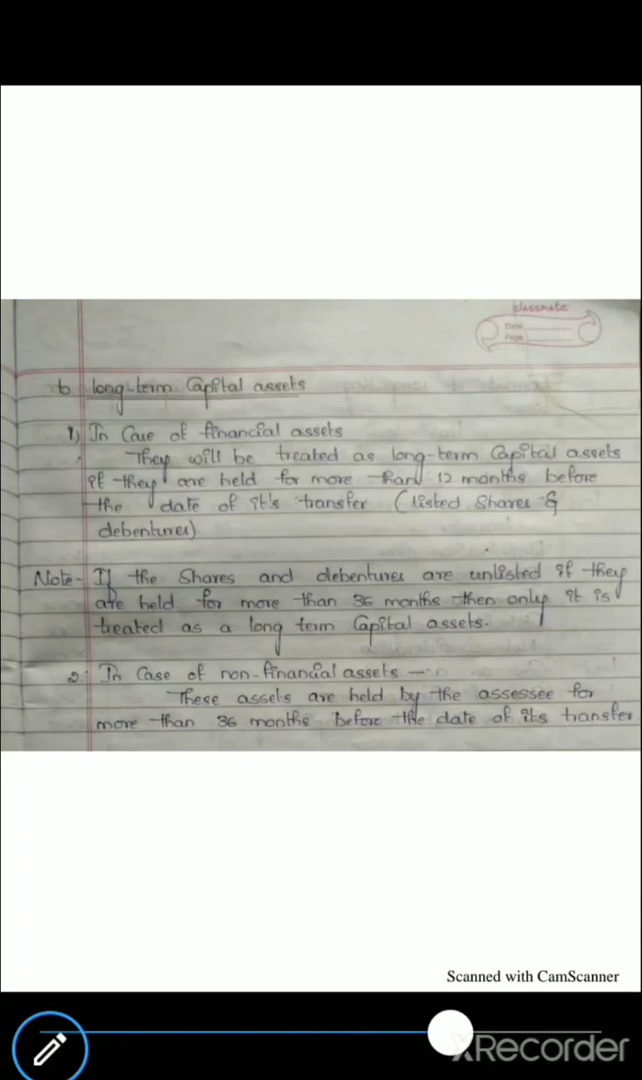 classmate
Date
Page
b. long-term Capital assets
1) In Case of financial assets
They will be treated as long-term Capital assets
if they are held for more than 12 months before
the date of it's transfer (listed Shares &
debentures)
Note- If the Shares and debentures are unlisted if they
are held for more than 36 months then only it is
treated as a long term Capital assets.
2. In Case of non-financial assets —
These assets are held by the assessee for
more than 36 months before the date of its transfer
Scanned with CamScanner
XRecorder